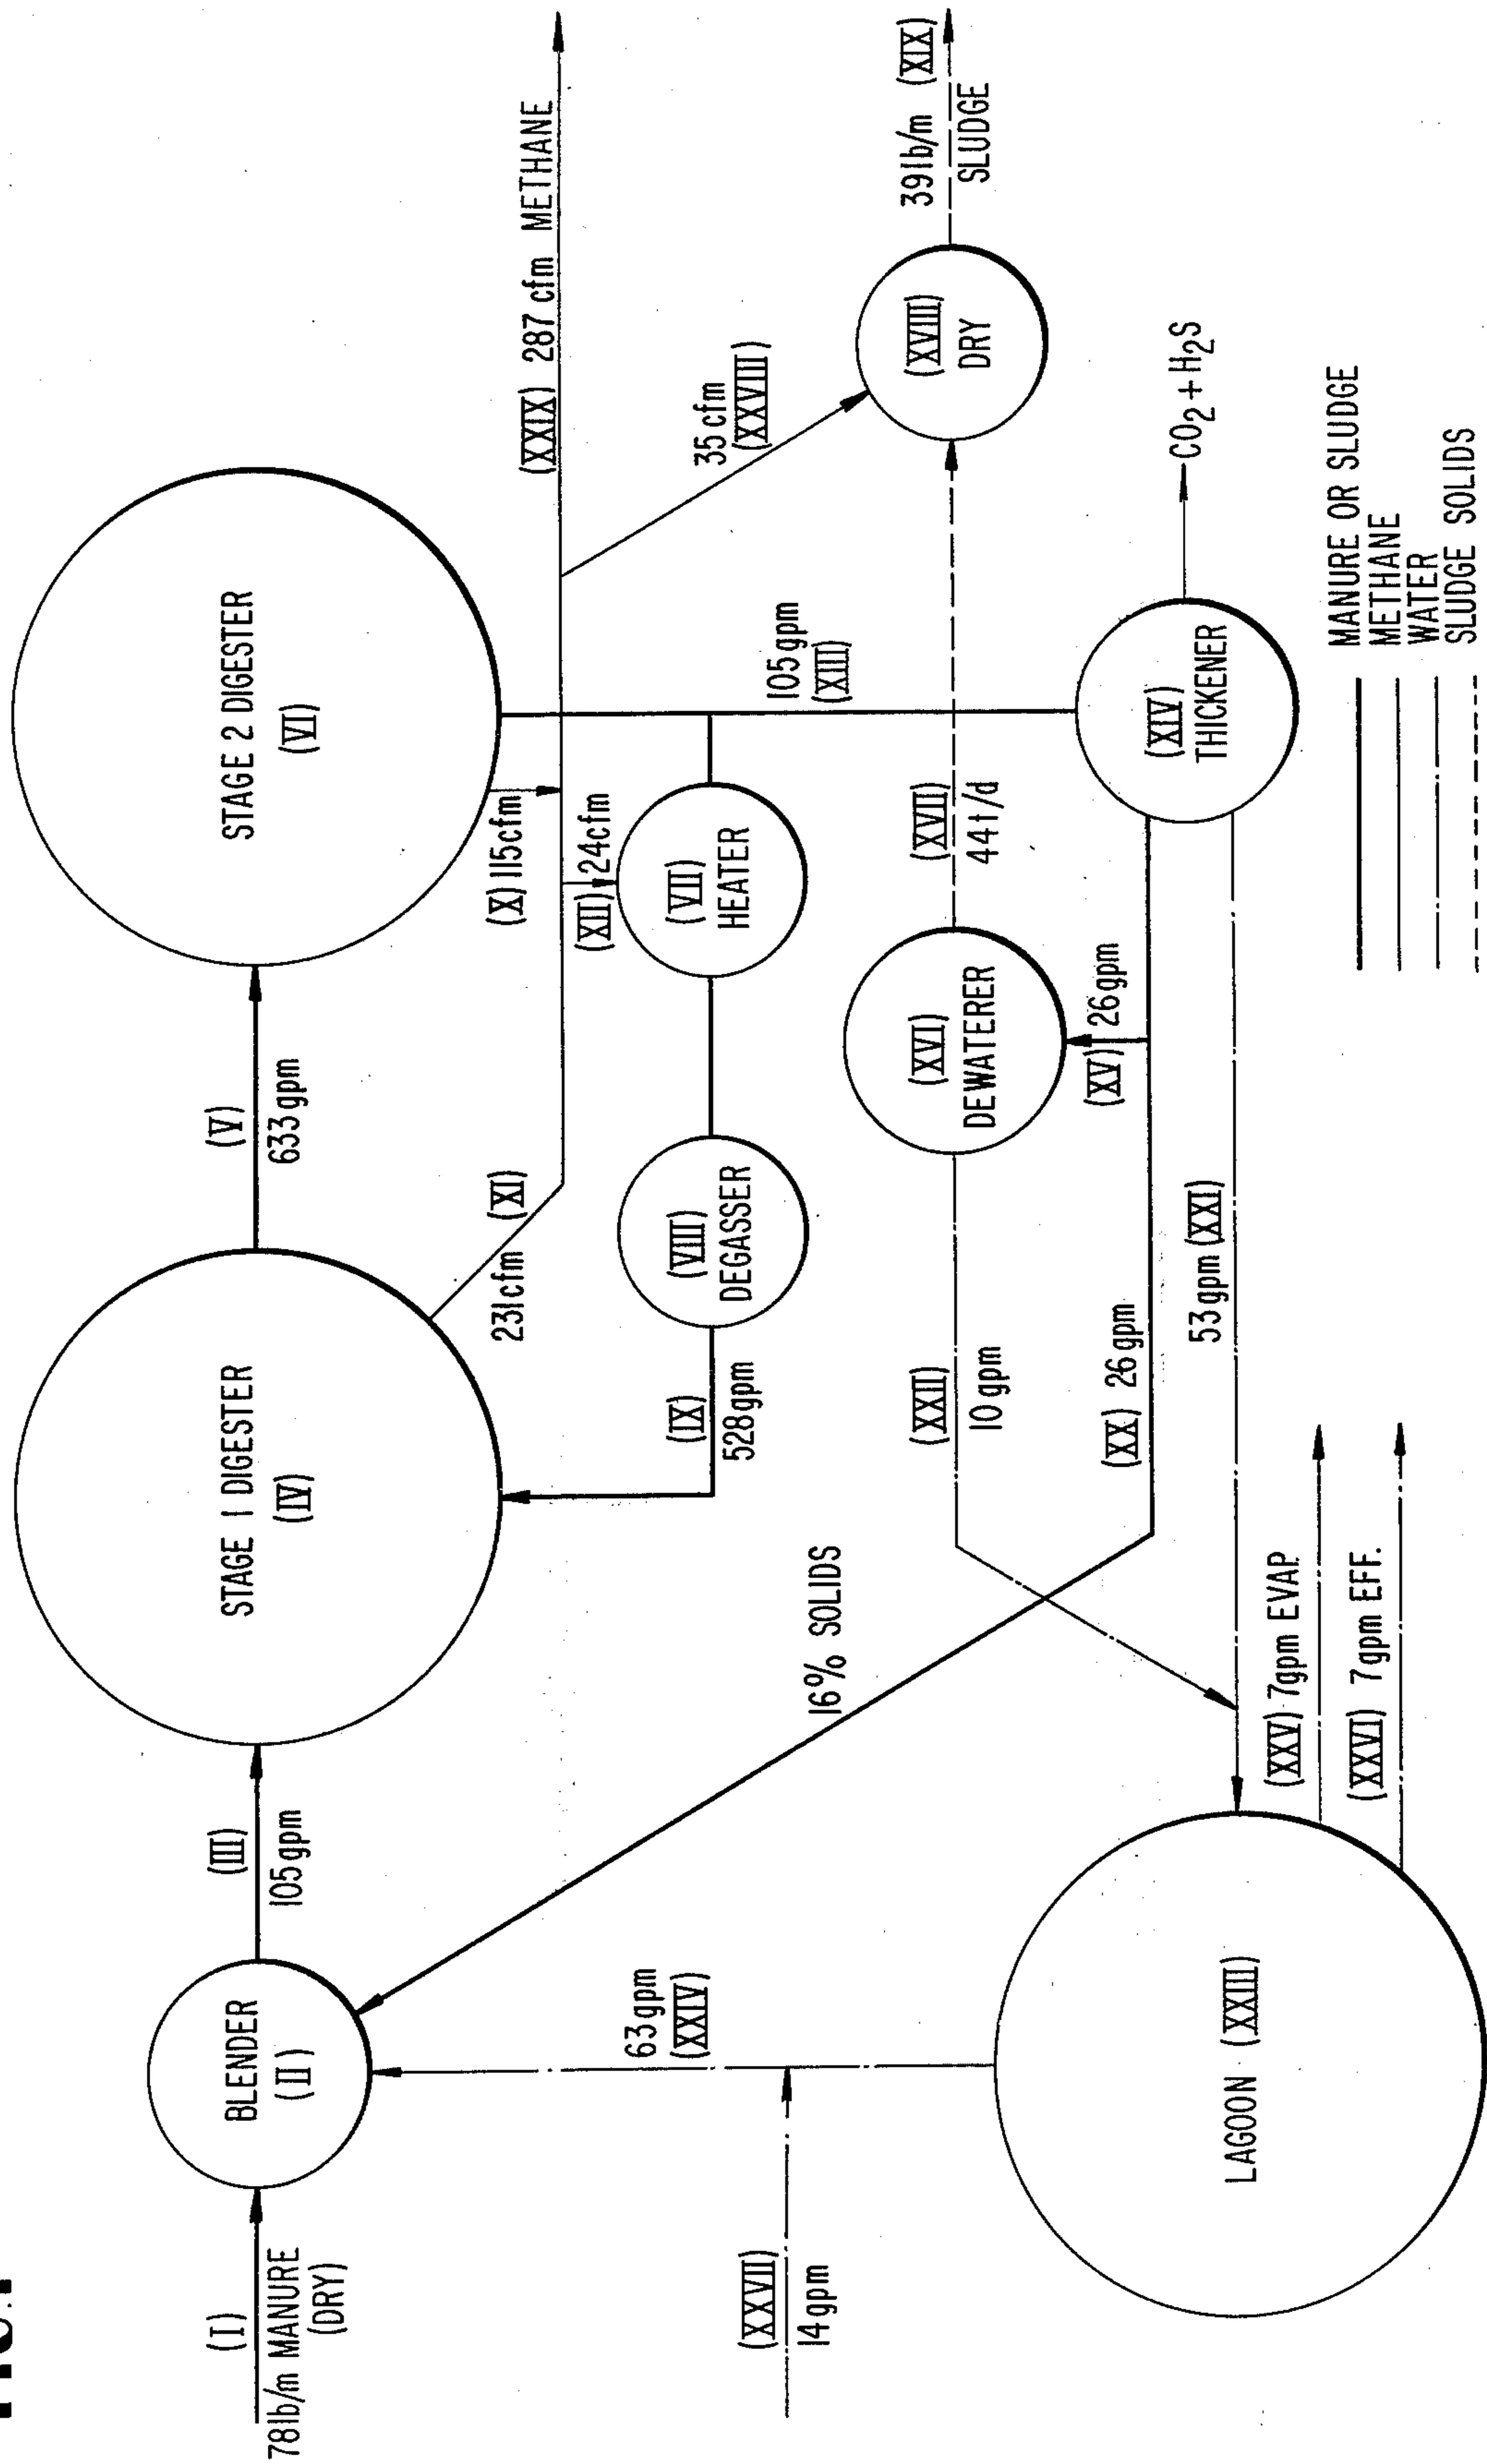 (I)
78lb/m MANURE
(DRY)
BLENDER
(II)
(III)
105gpm
STAGE 1 DIGESTER
(IV)
(V)
633gpm
STAGE 2 DIGESTER
(VI)
231cfm
(XI)
(X) 115cfm
(XII)
24cfm
(XXIX) 287 cfm METHANE
(IX)
528gpm
(VIII)
DEGASSER
(VII)
HEATER
35 cfm
(XXVIII)
105gpm
(XIII)
(XXVII)
14gpm
63gpm
(XXIV)
16% SOLIDS
(XXII)
10gpm
(XVI)
DEWATERER
(XVII)
44t/d
(XVIII)
DRY
39lb/m (XIX)
SLUDGE
(XX) 26gpm
(XV) 26gpm
53gpm (XXI)
(XIV)
THICKENER
CO2 + H2S
LAGOON (XXIII)
(XXV) 7gpm EVAP.
(XXVI) 7gpm EFF.
MANURE OR SLUDGE
METHANE
WATER
SLUDGE SOLIDS